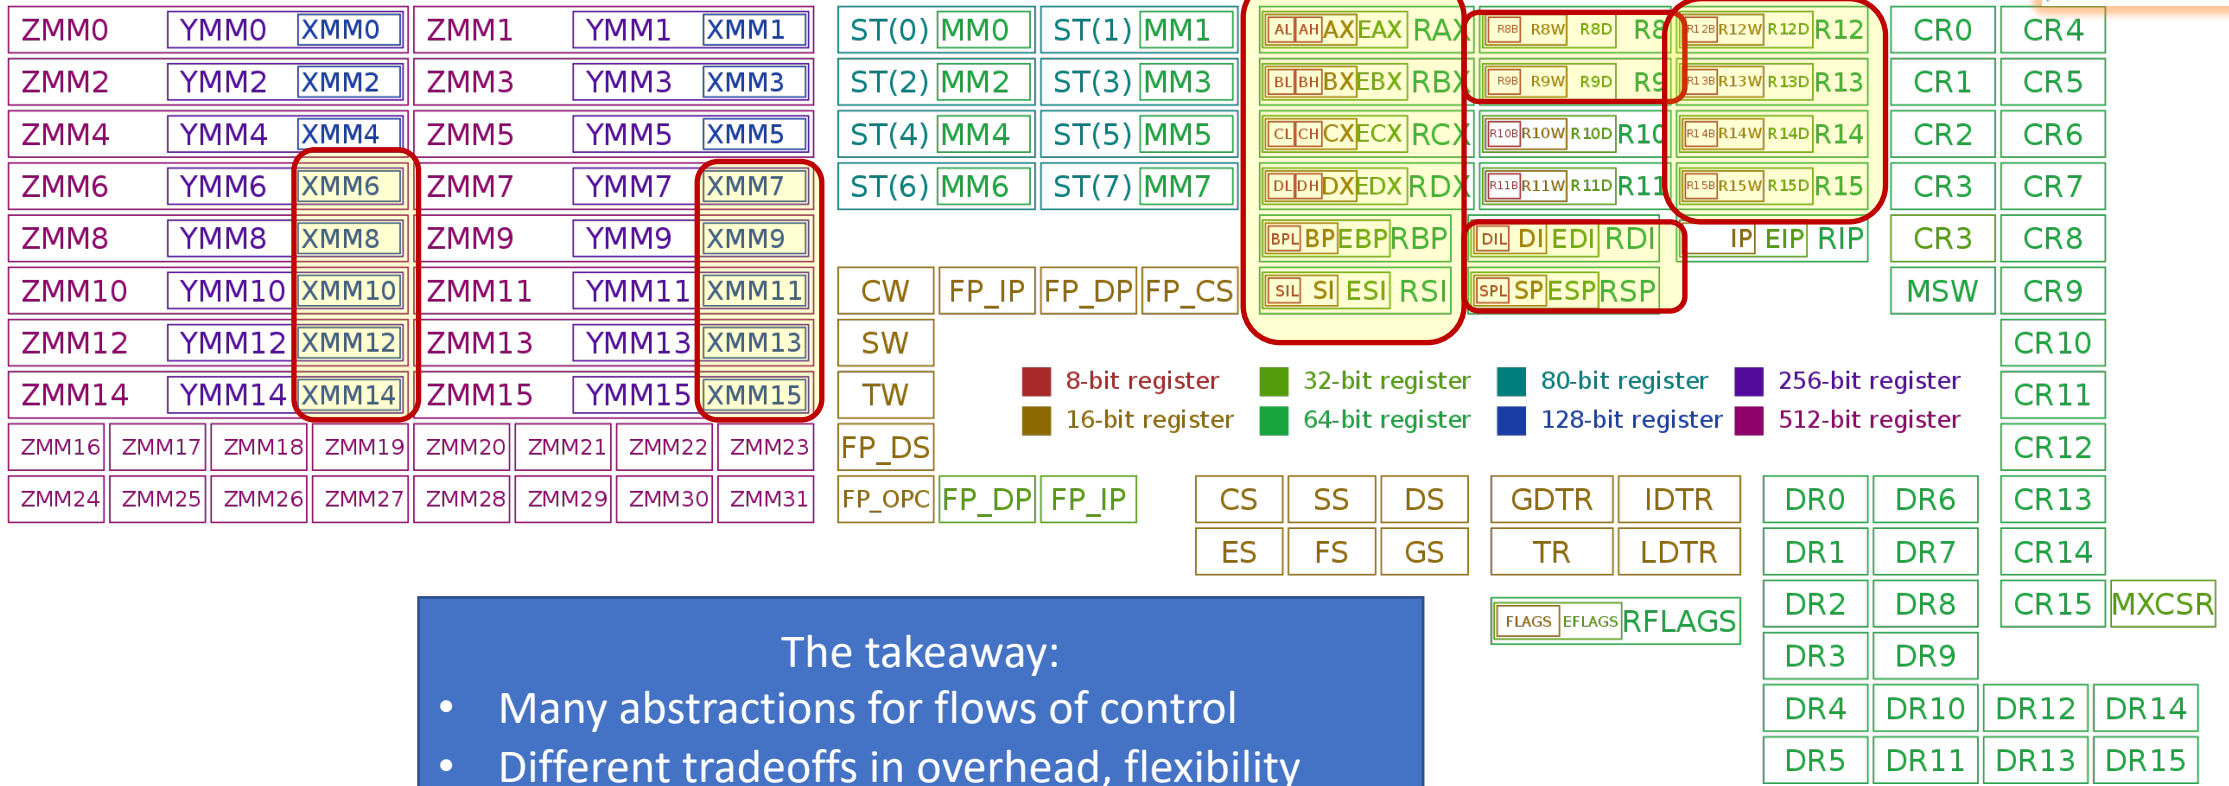 ZMM0 YMM0 XMM0 ZMM1 YMM1 XMM1 ST(0) MM0 ST(1) MM1 AL AH AX EAX RAX R8B R8W R8D R8 R12B R12W R12D R12 CR0 CR4
ZMM2 YMM2 XMM2 ZMM3 YMM3 XMM3 ST(2) MM2 ST(3) MM3 BL BH BX EBX RBX R9B R9W R9D R9 R13B R13W R13D R13 CR1 CR5
ZMM4 YMM4 XMM4 ZMM5 YMM5 XMM5 ST(4) MM4 ST(5) MM5 CL CH CX ECX RCX R10B R10W R10D R10 R14B R14W R14D R14 CR2 CR6
ZMM6 YMM6 XMM6 ZMM7 YMM7 XMM7 ST(6) MM6 ST(7) MM7 DL DH DX EDX RDX R11B R11W R11D R11 R15B R15W R15D R15 CR3 CR7
ZMM8 YMM8 XMM8 ZMM9 YMM9 XMM9 BPL BP EBP RBP DIL DI EDI RDI IP EIP RIP CR3 CR8
ZMM10 YMM10 XMM10 ZMM11 YMM11 XMM11 CW FP_IP FP_DP FP_CS SIL SI ESI RSI SPL SP ESP RSP MSW CR9
ZMM12 YMM12 XMM12 ZMM13 YMM13 XMM13 SW CR10
ZMM14 YMM14 XMM14 ZMM15 YMM15 XMM15 TW 8-bit register 32-bit register 80-bit register 256-bit register CR11
16-bit register 64-bit register 128-bit register 512-bit register
ZMM16 ZMM17 ZMM18 ZMM19 ZMM20 ZMM21 ZMM22 ZMM23 FP_DS CR12
ZMM24 ZMM25 ZMM26 ZMM27 ZMM28 ZMM29 ZMM30 ZMM31 FP_OPC FP_DP FP_IP CS SS DS GDTR IDTR DR0 DR6 CR13
ES FS GS TR LDTR DR1 DR7 CR14
FLAGS EFLAGS RFLAGS DR2 DR8 CR15 MXCSR
DR3 DR9
DR4 DR10 DR12 DR14
DR5 DR11 DR13 DR15
The takeaway:
• Many abstractions for flows of control
• Different tradeoffs in overhead, flexibility